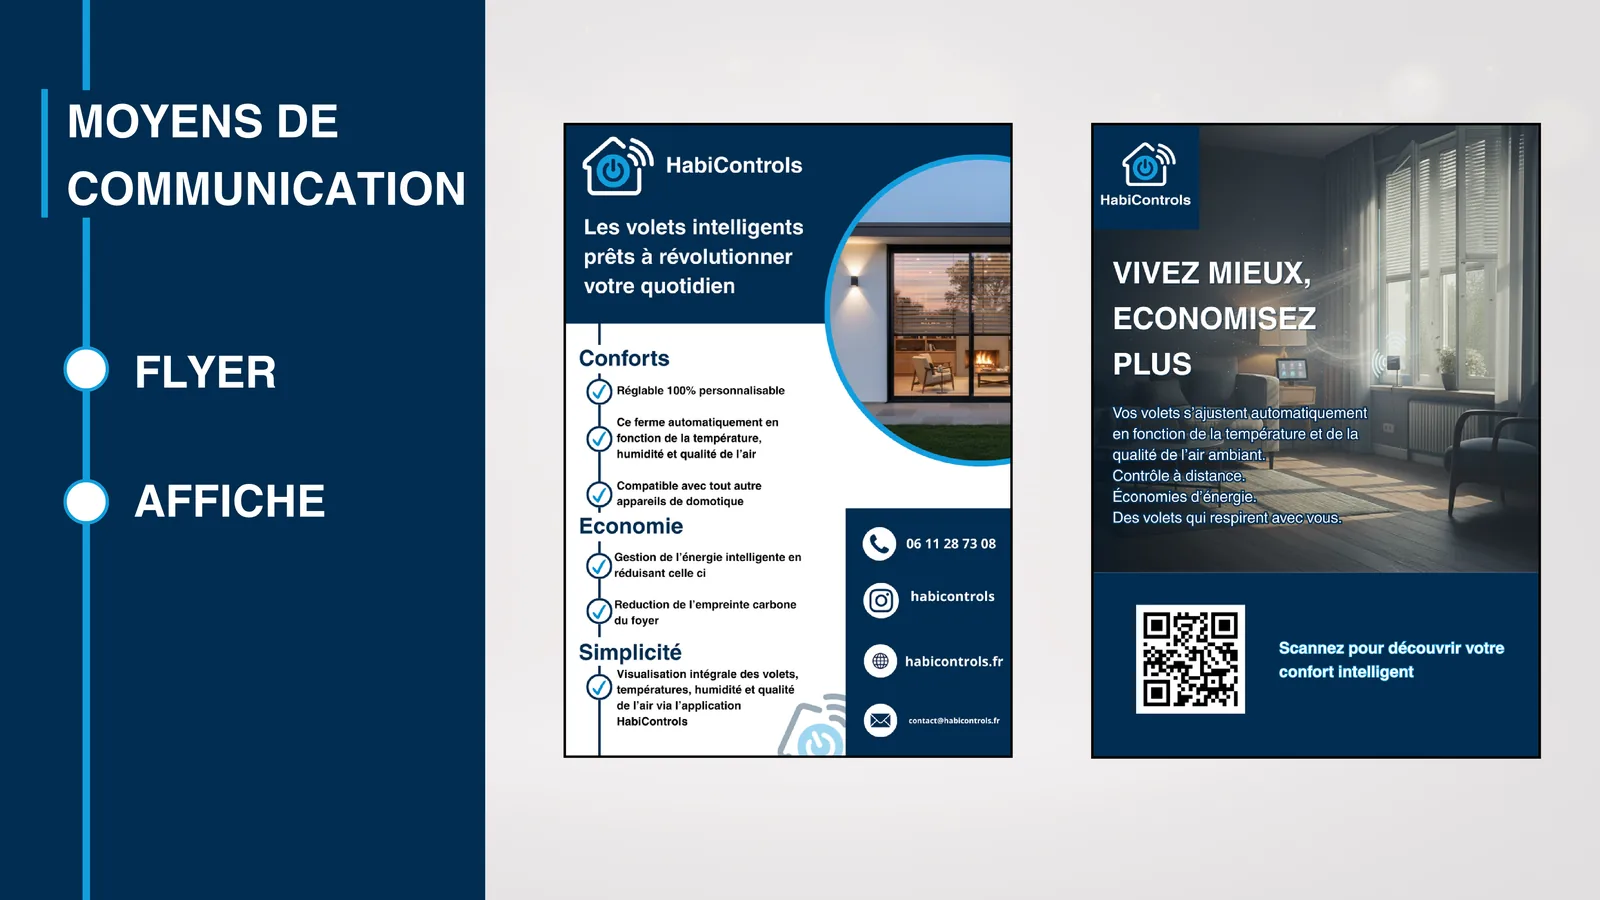 MOYENS DE
COMMUNICATION
FLYER
AFFICHE
HabiControls
Les volets intelligents
prêts à révolutionner
votre quotidien
Conforts
Réglable 100% personnalisable
Ce ferme automatiquement en
fonction de la température,
humidité et qualité de l'air
Compatible avec tout autre
appareils de domotique
Economie
Gestion de l'énergie intelligente en
réduisant celle ci
Reduction de l'empreinte carbone
du foyer
Simplicité
Visualisation intégrale des volets,
températures, humidité et qualité
de l'air via l'application
HabiControls
06 11 28 73 08
habicontrols
habicontrols.fr
contact@habicontrols.fr
HabiControls
VIVEZ MIEUX,
ECONOMISEZ
PLUS
Vos volets s'ajustent automatiquement
en fonction de la température et de la
qualité de l'air ambiant.
Contrôle à distance.
Économies d'énergie.
Des volets qui respirent avec vous.
Scannez pour découvrir votre
confort intelligent